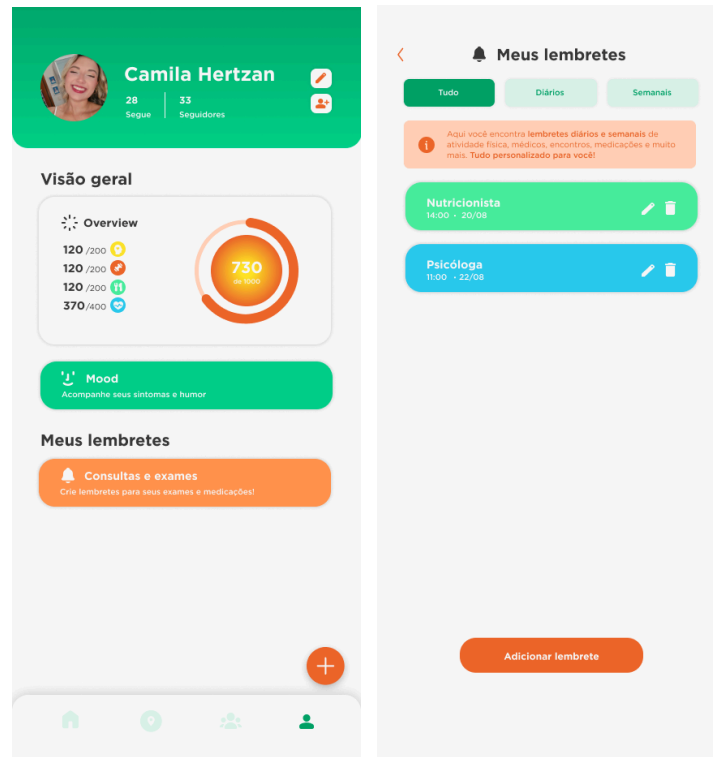 Camila Hertzan
28
33
Segue
Seguidores
Visão geral
Overview
120 /200
120 /200
120 /200
370/400
730
de 1000
Mood
Acompanhe seus sintomas e humor
Meus lembretes
Consultas e exames
Crie lembretes para seus exames e medicações!
Meus lembretes
Tudo
Diários
Semanais
Aqui você encontra lembretes diários e semanais de
atividade física, médicos, encontros, medicações e muito
mais. Tudo personalizado para você!
Nutricionista
14:00 - 20/08
Psicóloga
11:00 - 22/08
Adicionar lembrete